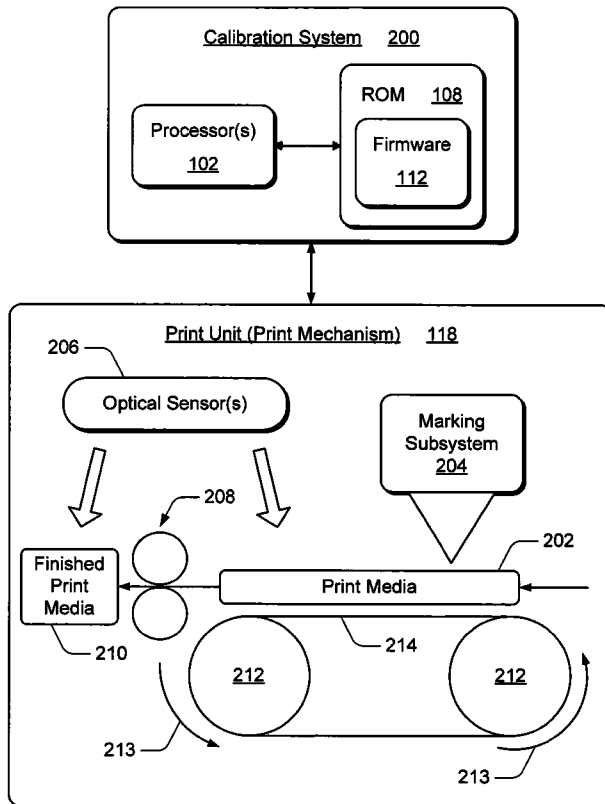 Calibration System 200
ROM 108
Processor(s)
102
Firmware
112
Print Unit (Print Mechanism) 118
206
Optical Sensor(s)
Marking
Subsystem
204
208
202
Finished
Print
Media
Print Media
210
214
212
212
213
213